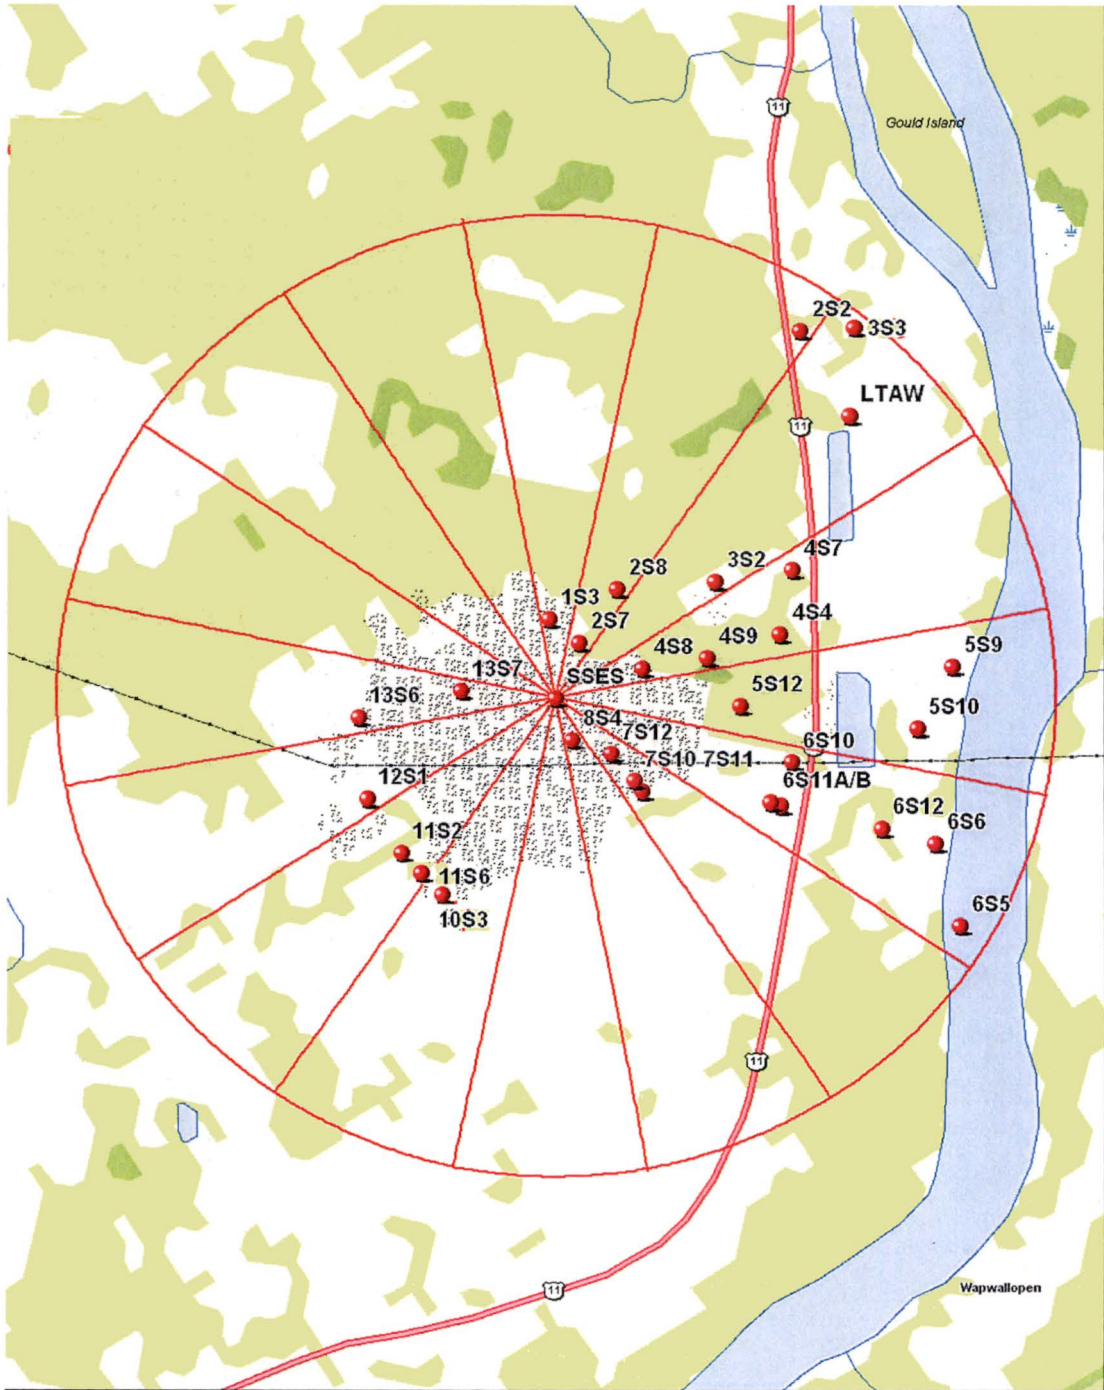 11
Gould Island
2S2
3S3
LTAW
11
4S7
3S2
2S8
1S3
2S7
4S4
4S9
4S8
5S9
SSES
13S7
13S6
5S12
5S10
8S4
7S12
6S10
7S10
7S11
12S1
6S11A/B
6S12
6S6
11S2
11S6
6S5
10S3
11
11
Wapwallopen